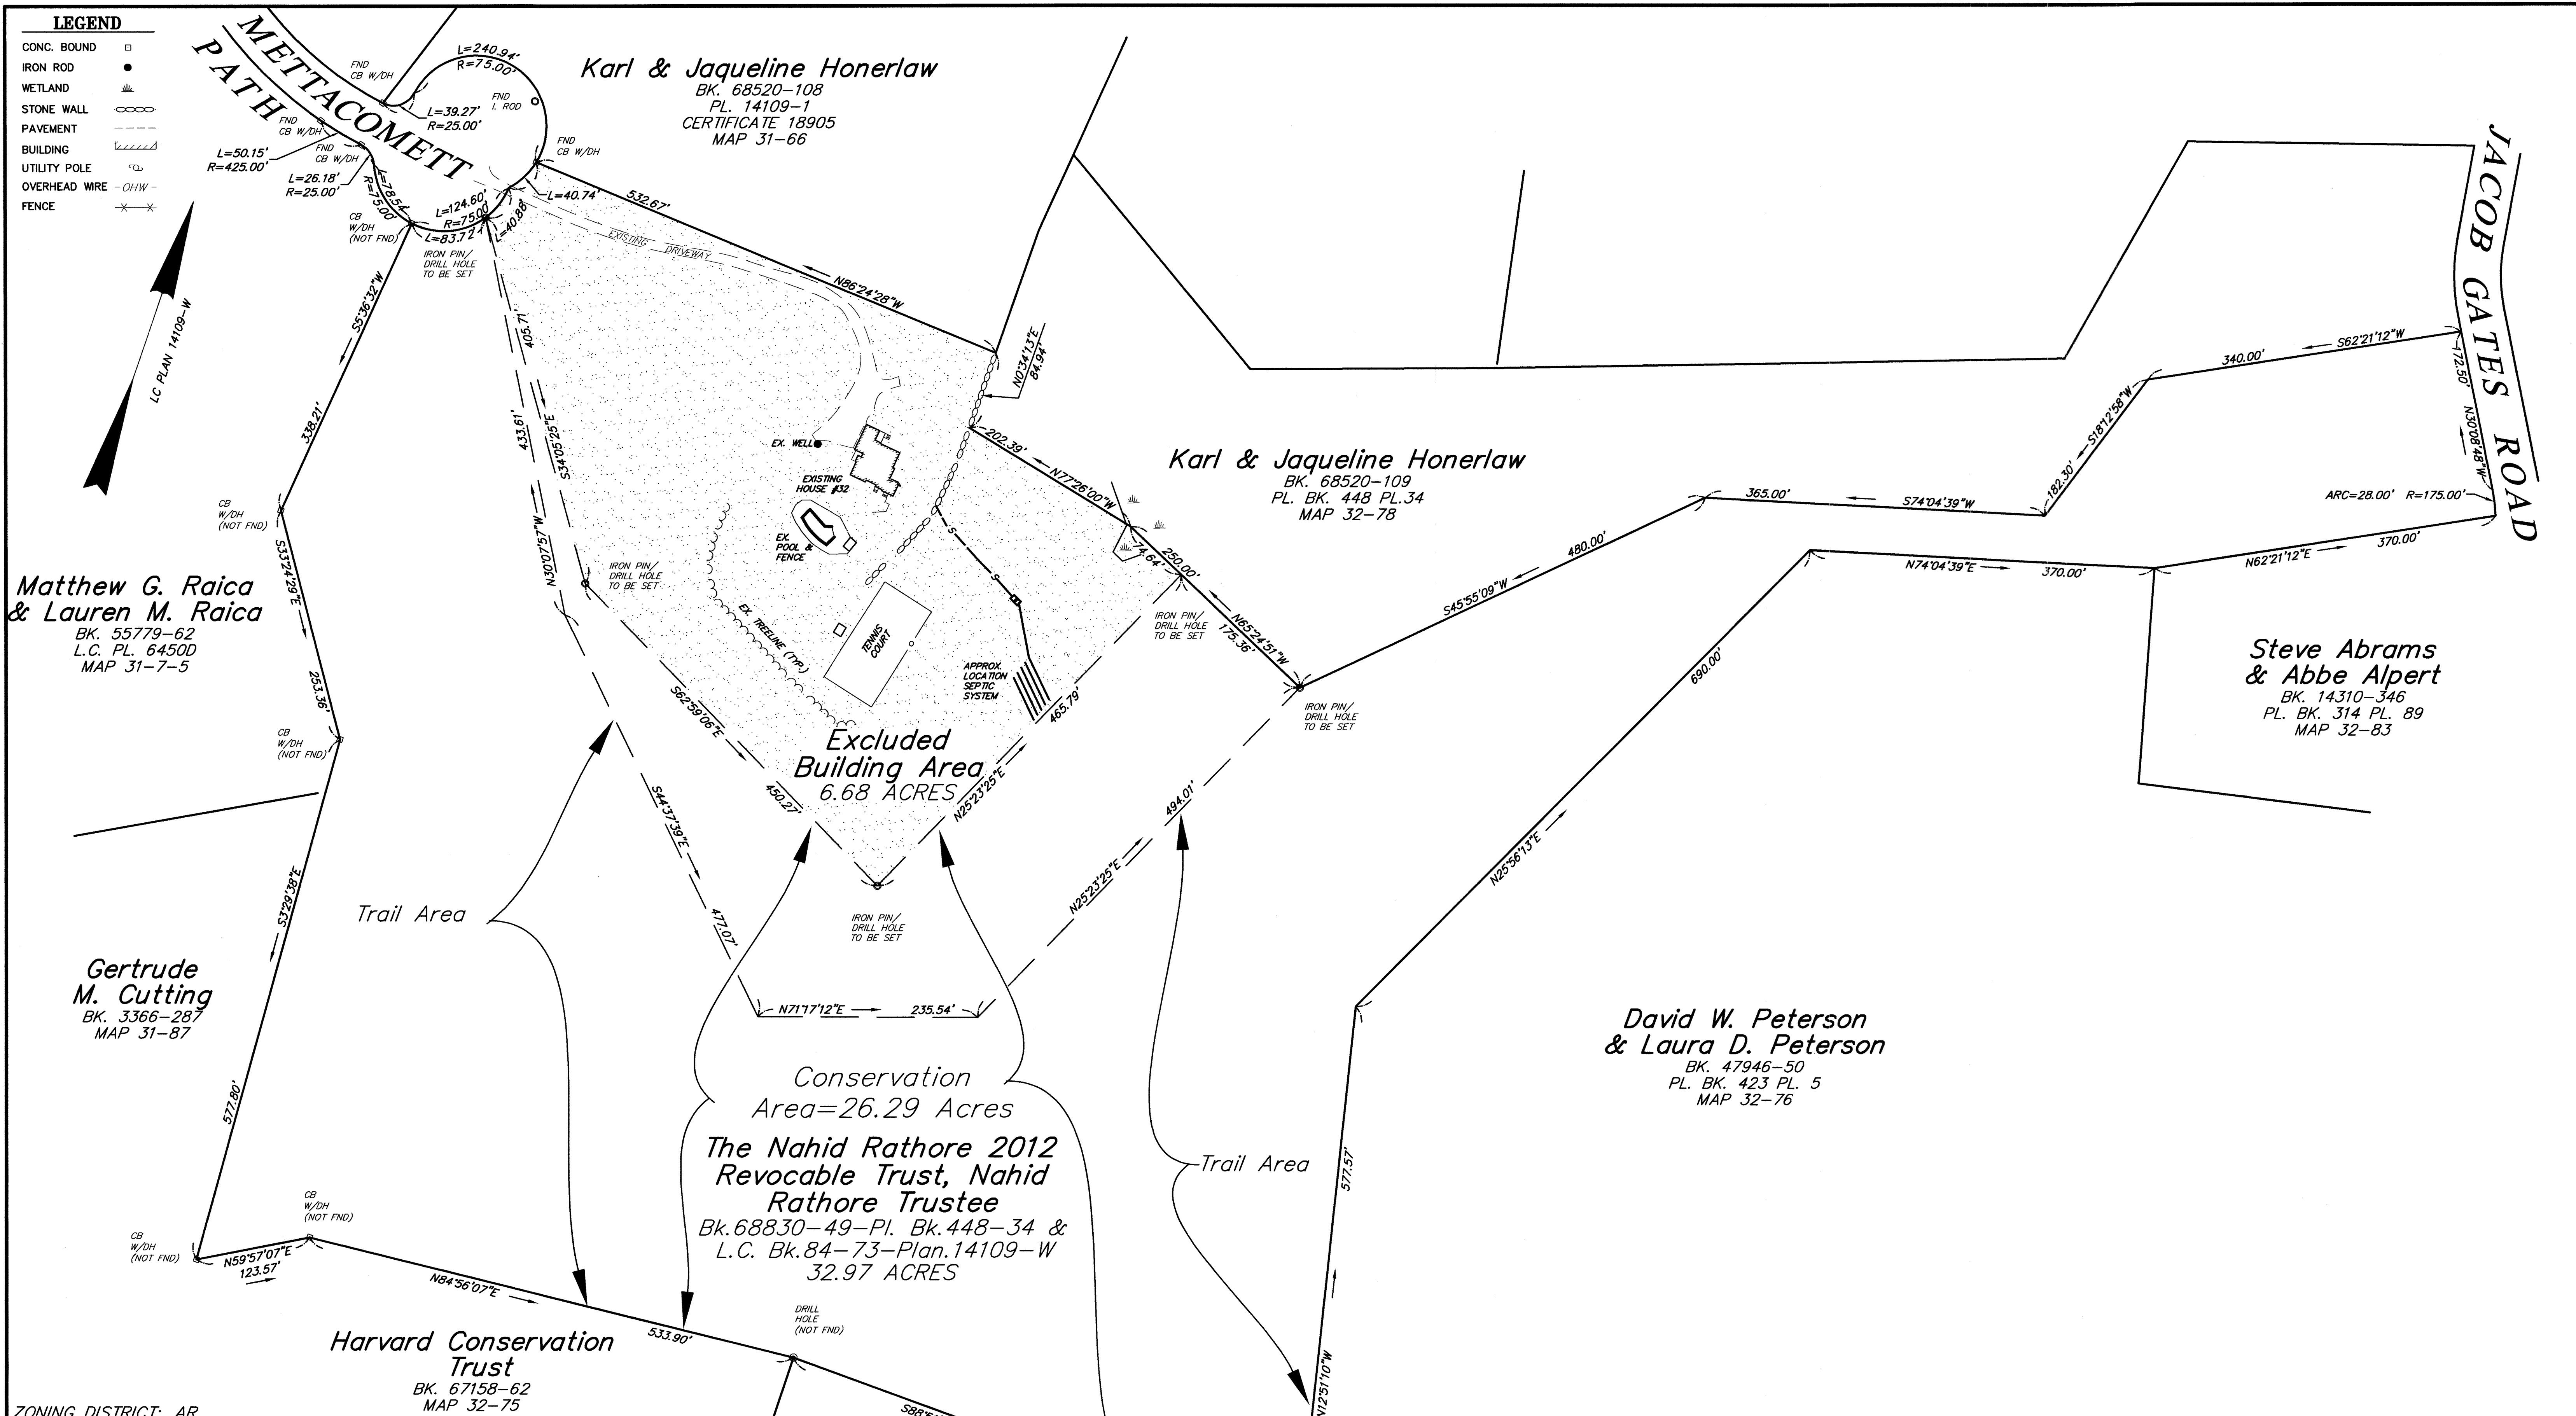 LEGEND
CONC. BOUND
IRON ROD
WETLAND
STONE WALL
PAVEMENT
BUILDING
UTILITY POLE
OVERHEAD WIRE -OHW-
FENCE
LC PLAN 14109-W
METTACOMETT
PATH
FND
CB W/DH
L=240.94'
R=75.00'
FND
I. ROD
L=39.27'
R=25.00'
FND
CB W/DH
FND
CB W/DH
L=50.15'
R=425.00'
L=26.18'
R=25.00'
L=78.54'
R=75.00'
FND
CB W/DH
L=40.74'
L=124.60'
R=75.00'
L=40.88'
L=83.72'
CB
W/DH
(NOT FND)
IRON PIN/
DRILL HOLE
TO BE SET
Karl & Jaqueline Honerlaw
BK. 68520-108
PL. 14109-1
CERTIFICATE 18905
MAP 31-66
532.67'
N86°24'28"W
EXISTING DRIVEWAY
N0°34'13"E
84.94'
JACOB GATES ROAD
S62°21'12"W
340.00'
172.50'
N30°08'48"W
S18°12'58"W
182.30'
ARC=28.00' R=175.00'
S74°04'39"W
365.00'
480.00'
S45°55'09"W
N62°21'12"E
370.00'
N74°04'39"E
370.00'
690.00'
N25°56'13"E
Karl & Jaqueline Honerlaw
BK. 68520-109
PL. BK. 448 PL.34
MAP 32-78
202.39'
N77°26'00"W
74.64'
250.00'
N65°24'51"W
175.36'
IRON PIN/
DRILL HOLE
TO BE SET
IRON PIN/
DRILL HOLE
TO BE SET
S5°36'32"W
338.21'
405.71'
S34°05'25"E
433.61'
N30°07'57"W
EX. WELL
EXISTING
HOUSE #32
EX.
POOL &
FENCE
S
S
IRON PIN/
DRILL HOLE
TO BE SET
EX. TREELINE (TYP.)
TENNIS
COURT
APPROX.
LOCATION
SEPTIC
SYSTEM
465.79'
N25°23'25"E
S62°59'06"E
450.27'
Excluded
Building Area
6.68 ACRES
CB
W/DH
(NOT FND)
S33°24'29"E
253.36'
Matthew G. Raica
& Lauren M. Raica
BK. 55779-62
L.C. PL. 6450D
MAP 31-7-5
CB
W/DH
(NOT FND)
Steve Abrams
& Abbe Alpert
BK. 14310-346
PL. BK. 314 PL. 89
MAP 32-83
S44°37'39"E
477.07'
494.01'
N25°23'25"E
S3°29'38"E
577.80'
Trail Area
IRON PIN/
DRILL HOLE
TO BE SET
N71°17'12"E
235.54'
Gertrude
M. Cutting
BK. 3366-287
MAP 31-87
David W. Peterson
& Laura D. Peterson
BK. 47946-50
PL. BK. 423 PL. 5
MAP 32-76
Conservation
Area=26.29 Acres
The Nahid Rathore 2012
Revocable Trust, Nahid
Rathore Trustee
Bk.68830-49-Pl. Bk.448-34 &
L.C. Bk.84-73-Plan.14109-W
32.97 ACRES
Trail Area
577.57'
N12°51'10"W
CB
W/DH
(NOT FND)
CB
W/DH
(NOT FND)
N59°57'07"E
123.57'
N84°56'07"E
533.90'
DRILL
HOLE
(NOT FND)
Harvard Conservation
Trust
BK. 67158-62
MAP 32-75
ZONING DISTRICT: AR